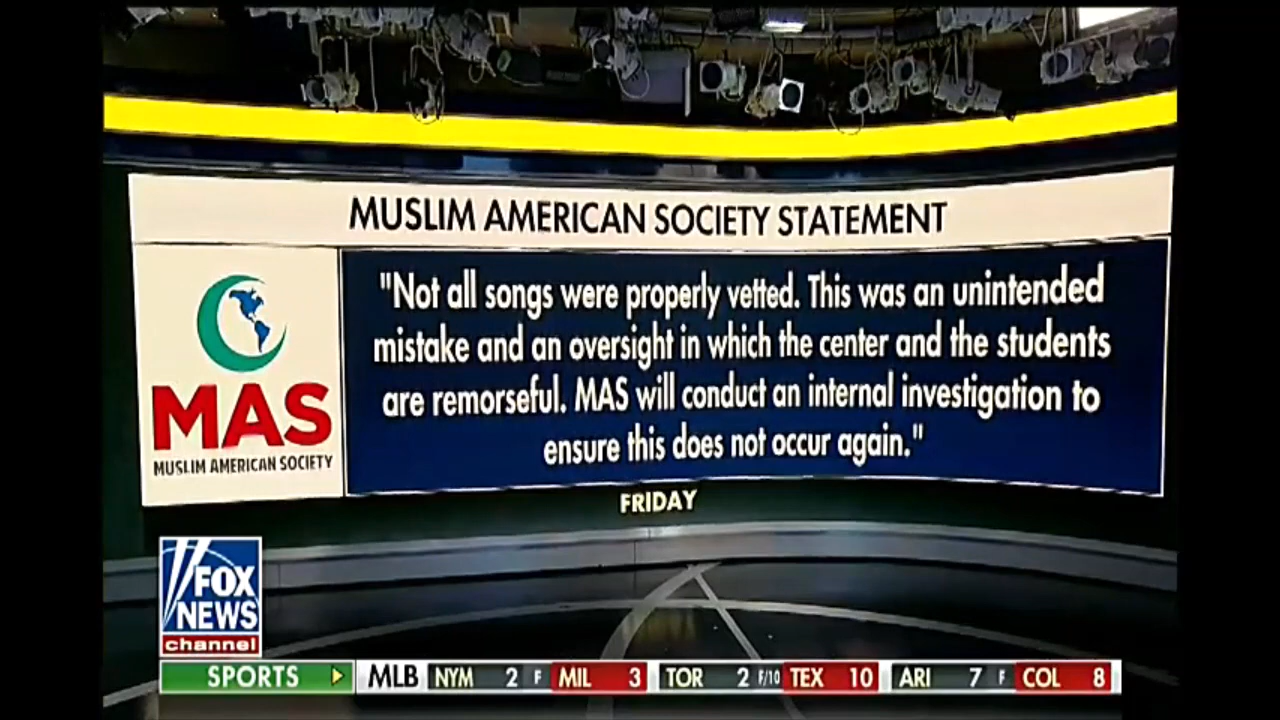 MUSLIM AMERICAN SOCIETY STATEMENT
"Not all songs were properly vetted. This was an unintended
mistake and an oversight in which the center and the students
are remorseful. MAS will conduct an internal investigation to
ensure this does not occur again."
MAS
MUSLIM AMERICAN SOCIETY
FRIDAY
FOX
NEWS
channel
SPORTS MLB NYM 2 F MIL 3 TOR 2 F/10 TEX 10 ARI 7 F COL 8